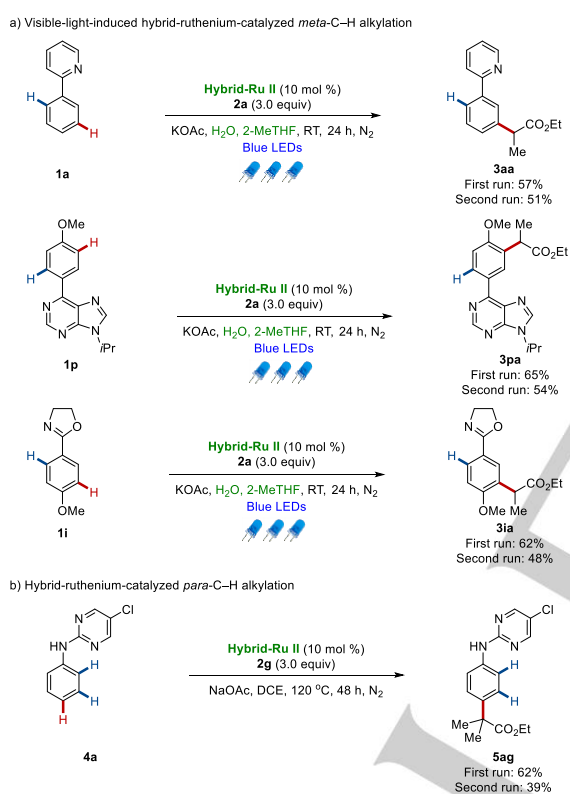 a) Visible-light-induced hybrid-ruthenium-catalyzed meta-C–H alkylation
N
H
H
1a
Hybrid-Ru II (10 mol %)
2a (3.0 equiv)
KOAc, H2O, 2-MeTHF, RT, 24 h, N2
Blue LEDs
N
H
CO2Et
Me
3aa
First run: 57%
Second run: 51%
OMe
H
H
N
N
N
N
iPr
1p
Hybrid-Ru II (10 mol %)
2a (3.0 equiv)
KOAc, H2O, 2-MeTHF, RT, 24 h, N2
Blue LEDs
OMe
Me
CO2Et
H
N
N
N
N
iPr
3pa
First run: 65%
Second run: 54%
N
O
H
H
OMe
1i
Hybrid-Ru II (10 mol %)
2a (3.0 equiv)
KOAc, H2O, 2-MeTHF, RT, 24 h, N2
Blue LEDs
N
O
H
CO2Et
OMe Me
3ia
First run: 62%
Second run: 48%
b) Hybrid-ruthenium-catalyzed para-C–H alkylation
Cl
N
HN
N
H
H
H
4a
Hybrid-Ru II (10 mol %)
2g (3.0 equiv)
NaOAc, DCE, 120 °C, 48 h, N2
Cl
N
HN
N
H
H
Me
Me
CO2Et
5ag
First run: 62%
Second run: 39%